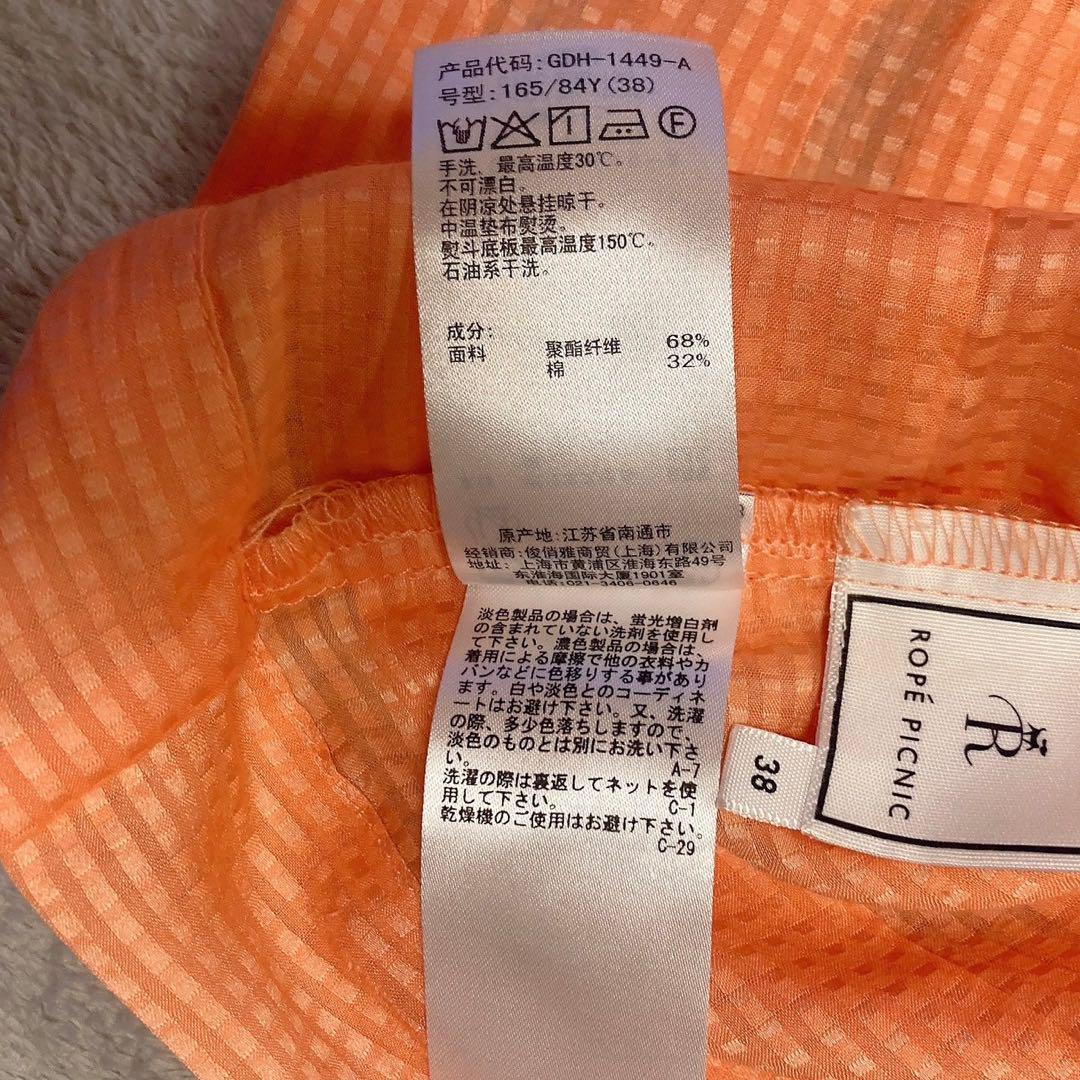 产品代码:GDH-1449-A
号型:165/84Y(38)
F
手洗、最高温度30℃。
不可漂白。
在阴凉处悬挂晾干。
中温垫布熨烫。
熨斗底板最高温度150℃。
石油系干洗。
成分:
面料 聚酯纤维 68%
棉 32%
原产地:江苏省南通市
经销商:俊俏雅商贸(上海)有限公司
地址: 上海市黄浦区淮海东路49号
东淮海国际大厦1901室
电话:021-3406-0646
淡色製品の場合は、蛍光増白剤
の含まれていない洗剤を使用し
て下さい。濃色製品の場合は、
着用による摩擦で他の衣料やカ
バンなどに色移りする事があり
ます。白や淡色とのコーディネ
ートはお避け下さい。又、洗濯
の際、多少色落ちしますので、
淡色のものとは別にお洗い下さ
い。 A-7
洗濯の際は裏返してネットを使
用して下さい。 C-1
乾燥機のご使用はお避け下さい。
C-29
38
R
ROPÉ PICNIC